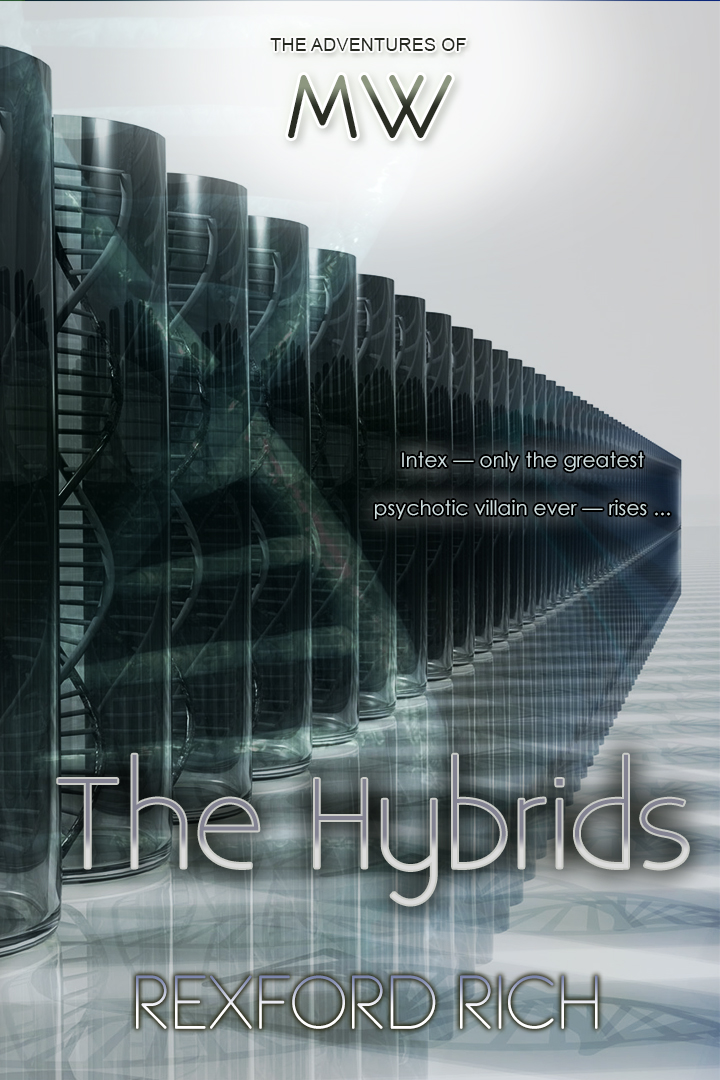 THE ADVENTURES OF
MW
Intex — only the greatest
psychotic villain ever — rises ...
The Hybrids
REXFORD RICH